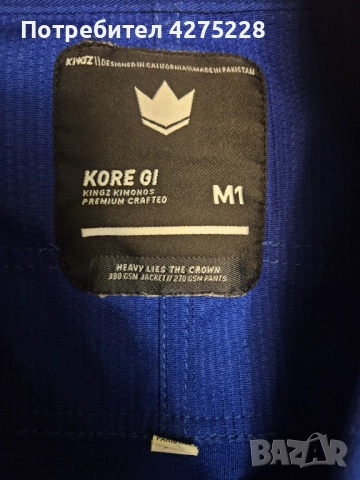 Потребител 4275228
KINGZ//DESIGNED IN CALIFORNIA//MADE IN PAKISTAN
KORE GI
KINGZ KIMONOS
PREMIUM CRAFTED
M1
HEAVY LIES THE CROWN
380 GSM JACKET// 270 GSM PANTS
BAZAR